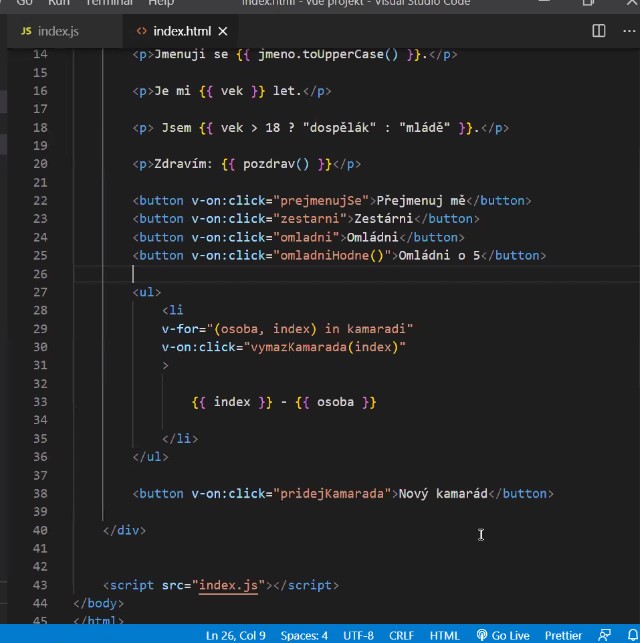 Go Run Terminal Help index.html - Vue projekt - Visual Studio Code
JS index.js <> index.html ×
14 <p>Jmenuji se {{ jmeno.toUpperCase() }}.</p>
15
16 <p>Je mi {{ vek }} let.</p>
17
18 <p> Jsem {{ vek > 18 ? "dospělák" : "mládě" }}.</p>
19
20 <p>Zdravím: {{ pozdrav() }}</p>
21
22 <button v-on:click="prejmenujSe">Přejmenuj mě</button>
23 <button v-on:click="zestarni">Zestárni</button>
24 <button v-on:click="omladni">Omládni</button>
25 <button v-on:click="omladniHodne()">Omládni o 5</button>
26
27 <ul>
28 <li
29 v-for="(osoba, index) in kamaradi"
30 v-on:click="vymazKamarada(index)"
31 >
32
33 {{ index }} - {{ osoba }}
34
35 </li>
36 </ul>
37
38 <button v-on:click="pridejKamarada">Nový kamarád</button>
39
40 </div>
41
42
43 <script src="index.js"></script>
44 </body>
45 </html>
Ln 26, Col 9 Spaces: 4 UTF-8 CRLF HTML Go Live Prettier